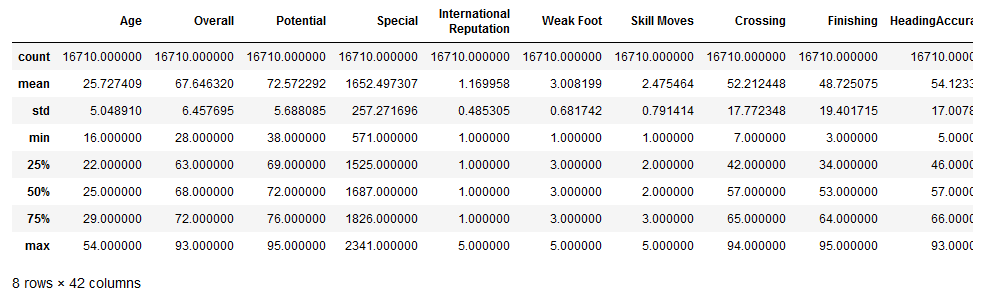 Age Overall Potential Special International Reputation Weak Foot Skill Moves Crossing Finishing HeadingAccura
count 16710.000000 16710.000000 16710.000000 16710.000000 16710.000000 16710.000000 16710.000000 16710.000000 16710.000000 16710.0000
mean 25.727409 67.646320 72.572292 1652.497307 1.169958 3.008199 2.475464 52.212448 48.725075 54.1233
std 5.048910 6.457695 5.688085 257.271696 0.485305 0.681742 0.791414 17.772348 19.401715 17.0078
min 16.000000 28.000000 38.000000 571.000000 1.000000 1.000000 1.000000 7.000000 3.000000 5.0000
25% 22.000000 63.000000 69.000000 1525.000000 1.000000 3.000000 2.000000 42.000000 34.000000 46.0000
50% 25.000000 68.000000 72.000000 1687.000000 1.000000 3.000000 2.000000 57.000000 53.000000 57.0000
75% 29.000000 72.000000 76.000000 1826.000000 1.000000 3.000000 3.000000 65.000000 64.000000 66.0000
max 54.000000 93.000000 95.000000 2341.000000 5.000000 5.000000 5.000000 94.000000 95.000000 93.0000
8 rows × 42 columns